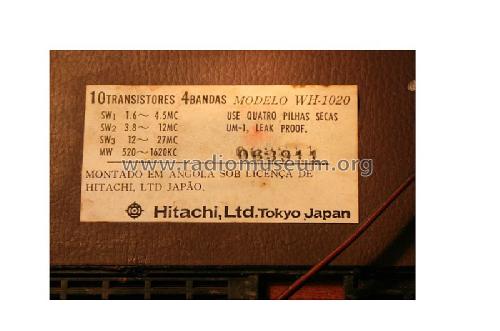 10 TRANSISTORES 4 BANDAS MODELO WH-1020
SW1 1.6～ 4.5MC
SW2 3.8～ 12MC
SW3 12～ 27MC
MW 520～1620KC
USE QUATRO PILHAS SECAS
UM-1, LEAK PROOF.
www.radiomuseum.org
MONTADO EM ANGOLA SOB LICENÇA DE
HITACHI, LTD JAPÃO.
Hitachi, Ltd. Tokyo Japan